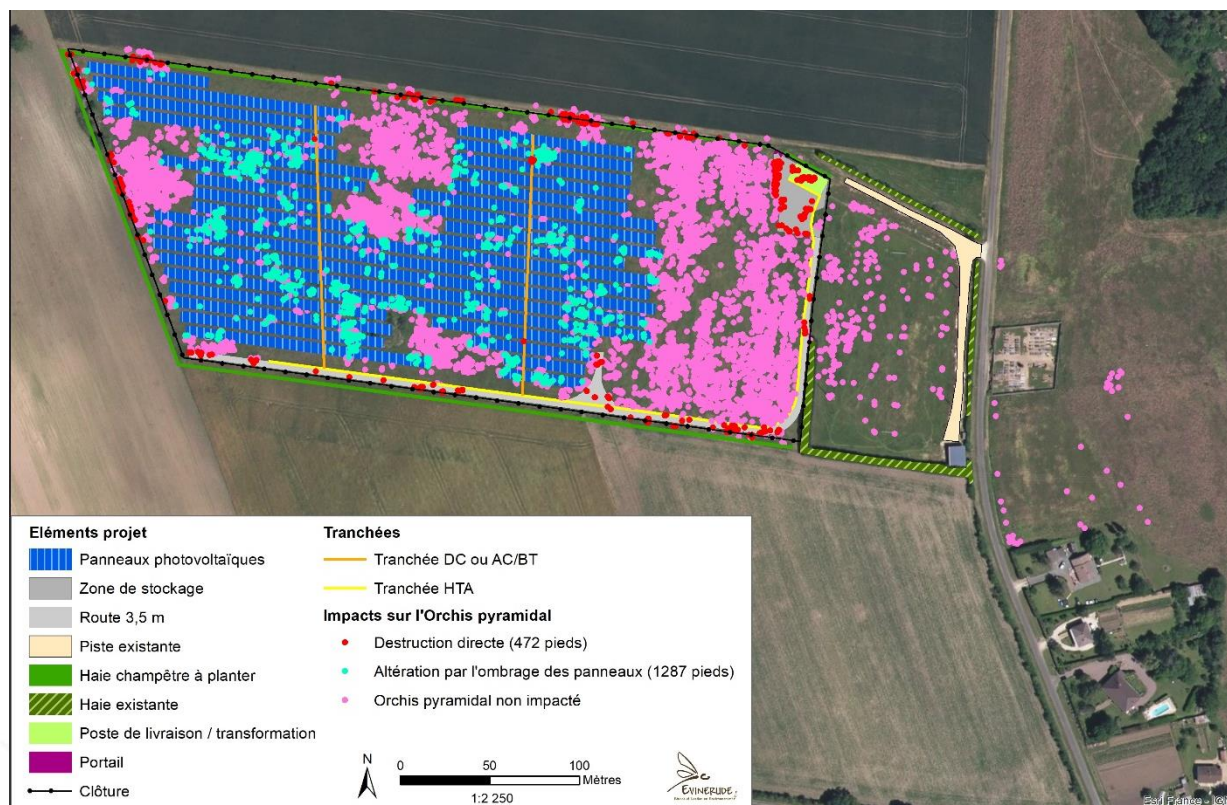 Eléments projet
Panneaux photovoltaïques
Zone de stockage
Route 3,5 m
Piste existante
Haie champêtre à planter
Haie existante
Poste de livraison / transformation
Portail
Clôture
Tranchées
Tranchée DC ou AC/BT
Tranchée HTA
Impacts sur l'Orchis pyramidal
Destruction directe (472 pieds)
Altération par l'ombrage des panneaux (1287 pieds)
Orchis pyramidal non impacté
N
0 50 100
Mètres
1:2 250
EVINERUDE
Esri France